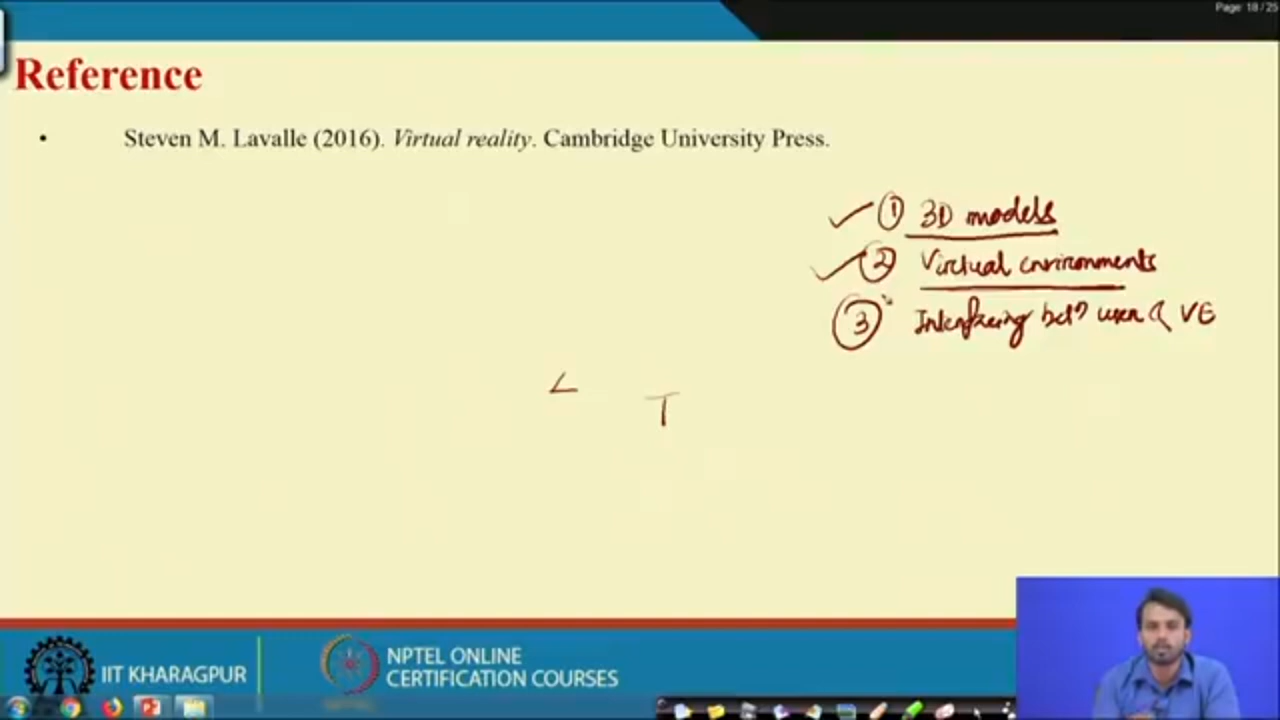 Page: 18 / 25
Reference
• Steven M. Lavalle (2016). Virtual reality. Cambridge University Press.
① 3D models
② Virtual environments
③ Interfacing betn user & VE
< T
IIT KHARAGPUR
NPTEL ONLINE
CERTIFICATION COURSES